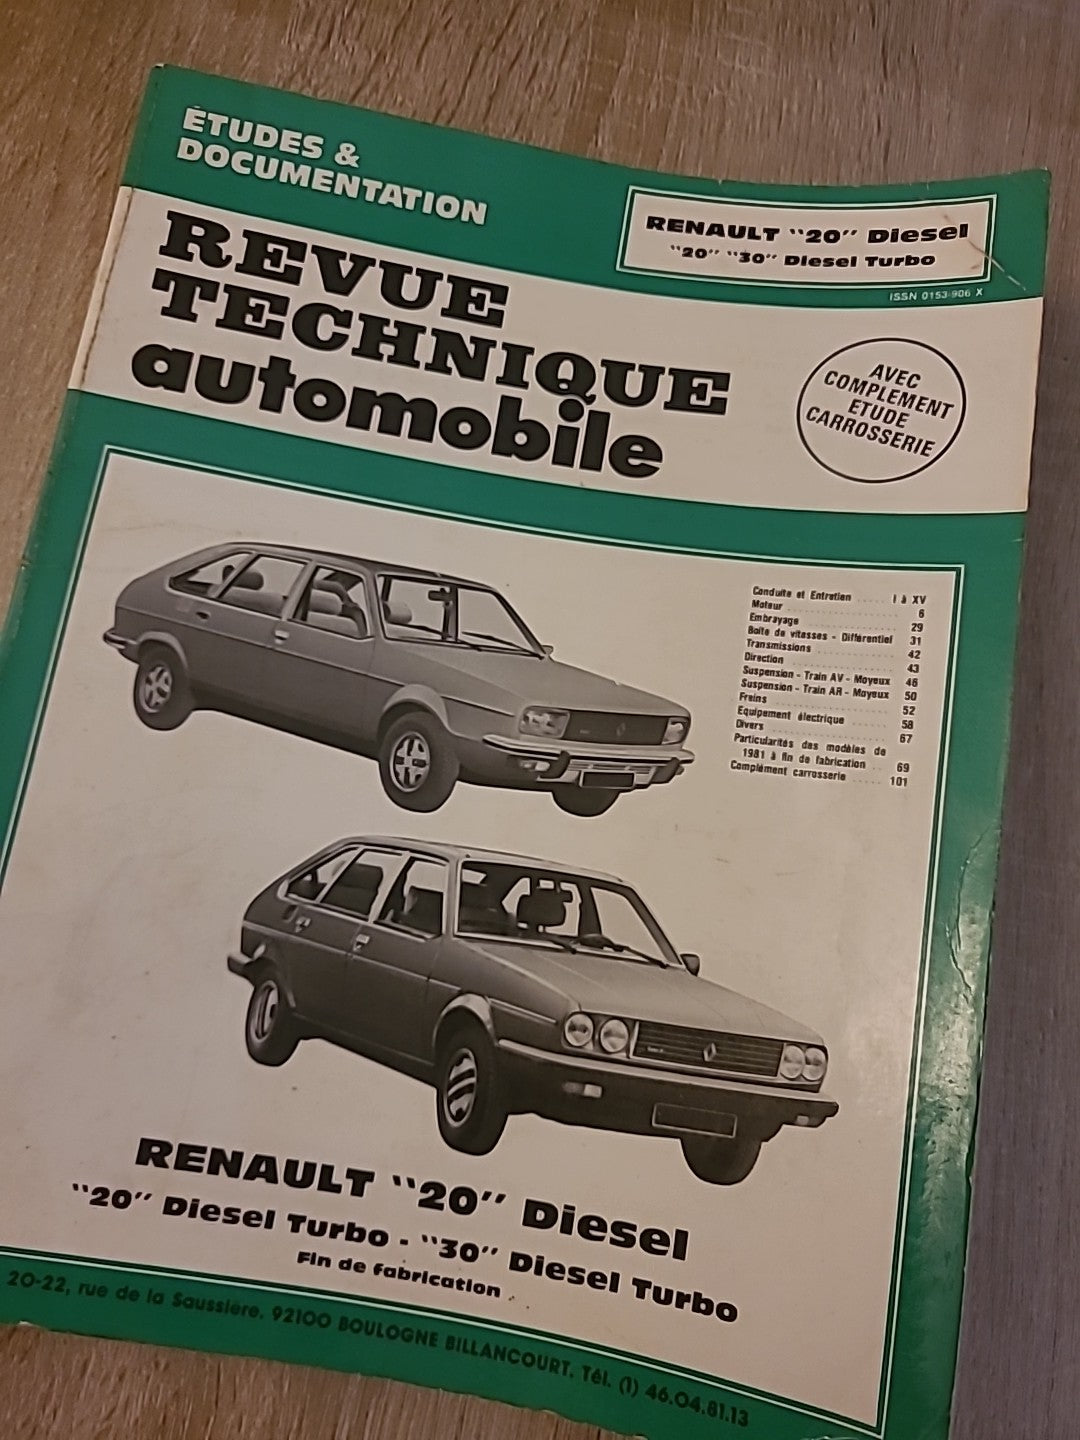 ÉTUDES &
DOCUMENTATION
RENAULT "20" Diesel
"20" "30" Diesel Turbo
ISSN 0153-906 X
REVUE
TECHNIQUE
automobile
AVEC
COMPLEMENT
ETUDE
CARROSSERIE
Conduite et Entretien ..... I à XV
Moteur ..... 6
Embrayage ..... 29
Boîte de vitesses - Différentiel 31
Transmissions ..... 42
Direction ..... 43
Suspension - Train AV - Moyeux 46
Suspension - Train AR - Moyeux 50
Freins ..... 52
Equipement électrique ..... 58
Divers ..... 67
Particularités des modèles de
1981 à fin de fabrication .. 69
Complément carrosserie ..... 101
RENAULT "20" Diesel
"20" Diesel Turbo - "30" Diesel Turbo
Fin de fabrication
20-22, rue de la Saussière. 92100 BOULOGNE BILLANCOURT. Tél. (1) 46.04.81.13